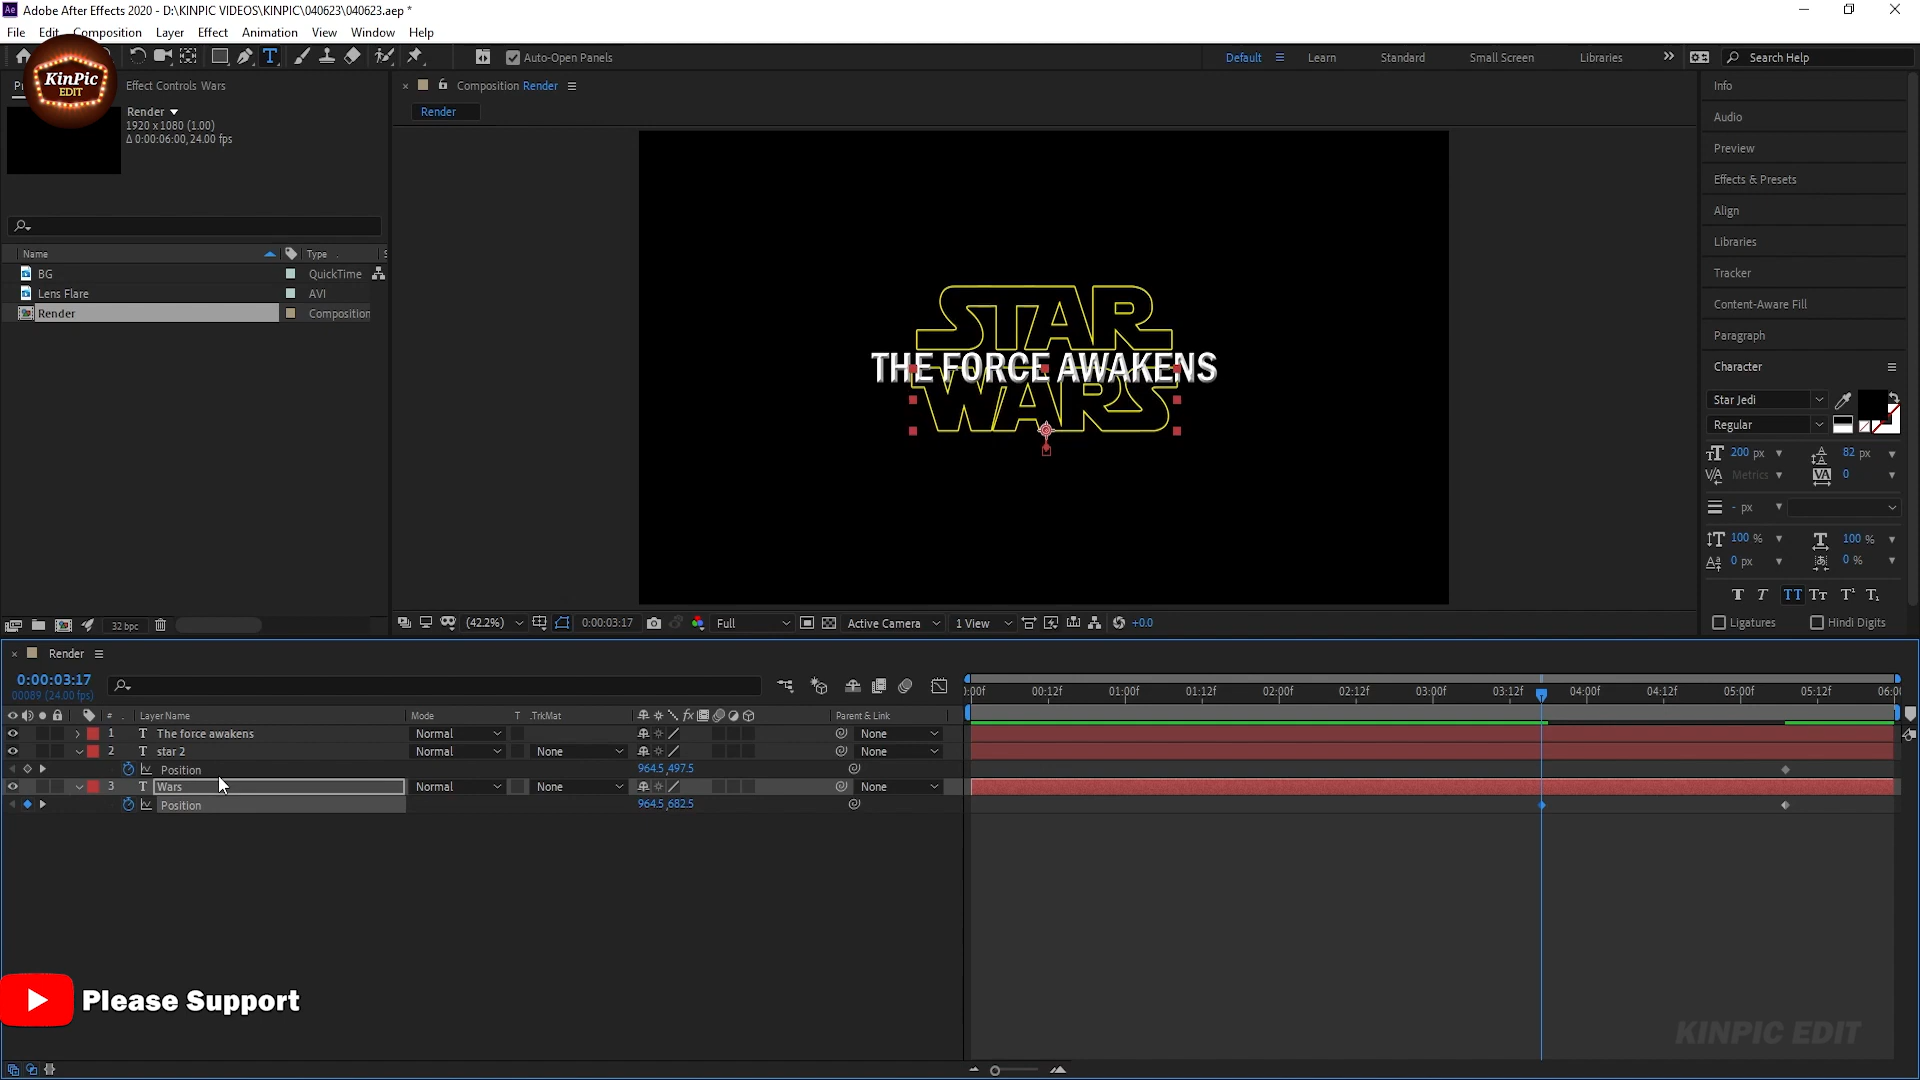 Adobe After Effects 2020 - D:\KINPIC VIDEOS\KINPIC\040623\040623.aep *
File Edit Composition Layer Effect Animation View Window Help
Auto-Open Panels
Default Learn Standard Small Screen Libraries Search Help
KinPic
EDIT
Effect Controls Wars
Composition Render
Render
Render
1920 x 1080 (1.00)
Δ 0:00:06:00, 24.00 fps
Name Type
BG QuickTime
Lens Flare AVI
Render Composition
32 bpc
STAR
THE FORCE AWAKENS
WARS
(42.2%) 0:00:03:17 Full Active Camera 1 View +0.0
Info
Audio
Preview
Effects & Presets
Align
Libraries
Tracker
Content-Aware Fill
Paragraph
Character
Star Jedi
Regular
200 px 82 px
Metrics 0
- px
100 % 100 %
0 px 0 %
Ligatures Hindi Digits
Render
0:00:03:17
00089 (24.00 fps)
:00f 00:12f 01:00f 01:12f 02:00f 02:12f 03:00f 03:12f 04:00f 04:12f 05:00f 05:12f 06:00
# Layer Name Mode T .TrkMat Parent & Link
1 T The force awakens Normal None
2 T star 2 Normal None None
Position 964.5,497.5
3 T Wars Normal None None
Position 964.5,682.5
Please Support
KINPIC EDIT